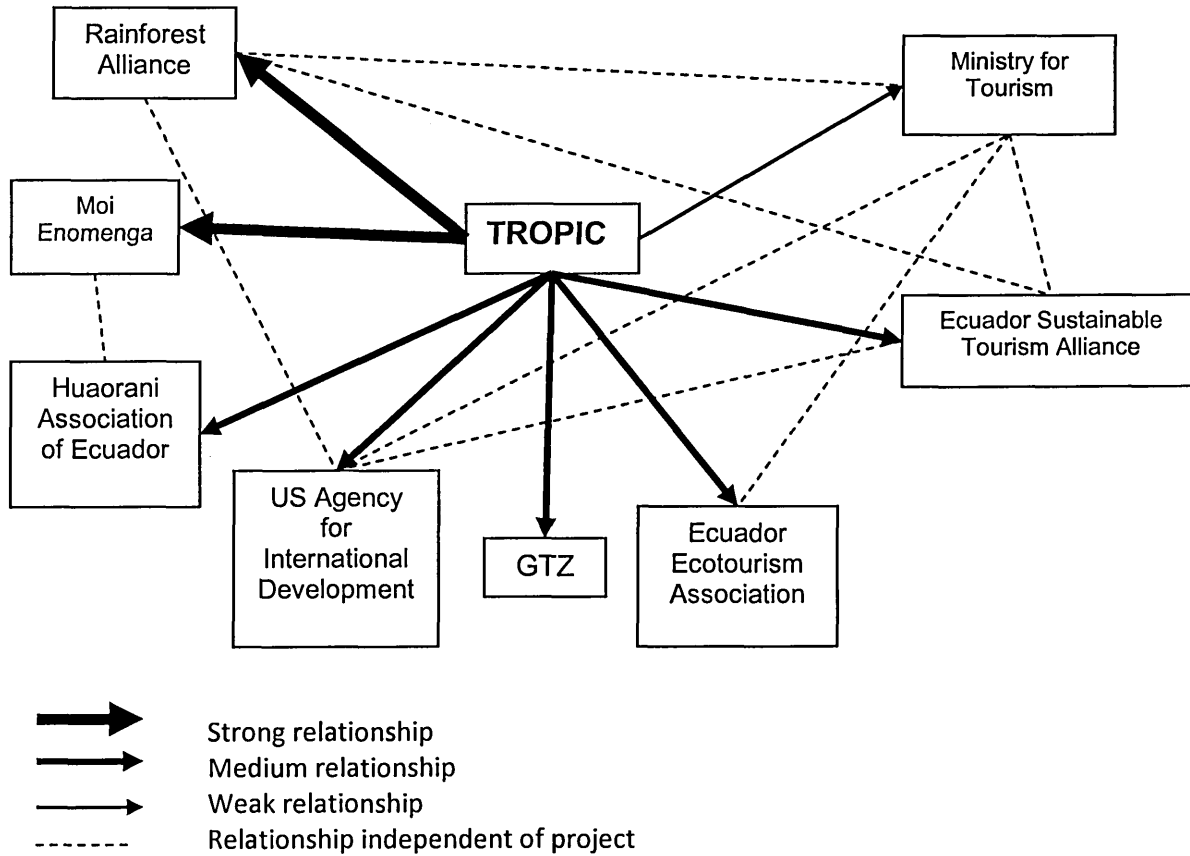 Rainforest
Alliance
Ministry for
Tourism
Moi
Enomenga
TROPIC
Ecuador Sustainable
Tourism Alliance
Huaorani
Association
of Ecuador
US Agency
for
International
Development
GTZ
Ecuador
Ecotourism
Association
Strong relationship
Medium relationship
Weak relationship
Relationship independent of project